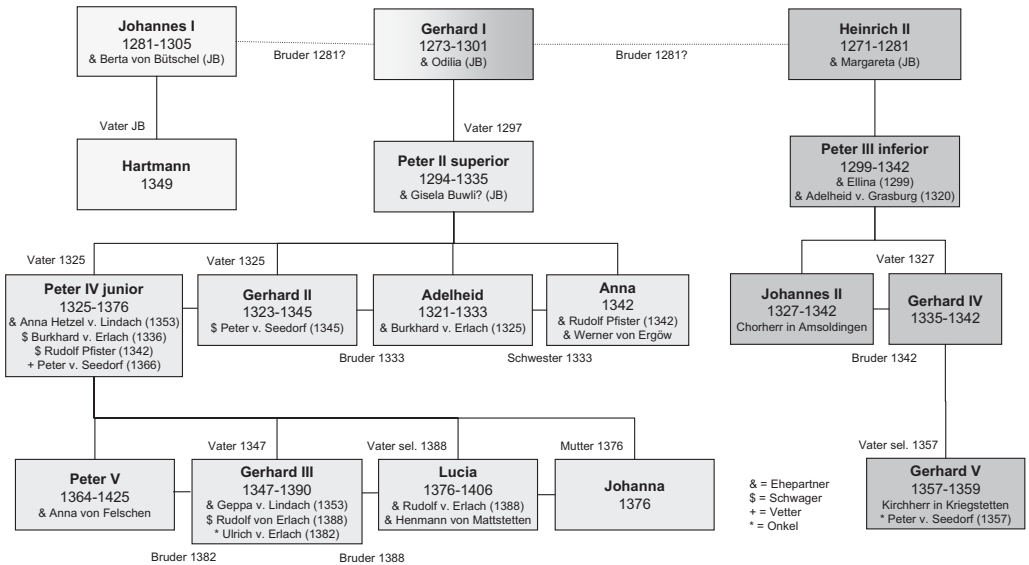 Johannes I
1281-1305
& Berta von Bütschel (JB)
Bruder 1281?
Gerhard I
1273-1301
& Odilia (JB)
Bruder 1281?
Heinrich II
1271-1281
& Margareta (JB)
Vater JB
Vater 1297
Hartmann
1349
Peter II superior
1294-1335
& Gisela Buwli? (JB)
Peter III inferior
1299-1342
& Ellina (1299)
& Adelheid v. Grasburg (1320)
Vater 1325
Vater 1325
Vater 1327
Peter IV junior
1325-1376
& Anna Hetzel v. Lindach (1353)
$ Burkhard v. Erlach (1336)
$ Rudolf Pfister (1342)
+ Peter v. Seedorf (1366)
Gerhard II
1323-1345
$ Peter v. Seedorf (1345)
Adelheid
1321-1333
& Burkhard v. Erlach (1325)
Anna
1342
& Rudolf Pfister (1342)
& Werner von Ergöw
Johannes II
1327-1342
Chorherr in Amsoldingen
Gerhard IV
1335-1342
Bruder 1333
Schwester 1333
Bruder 1342
Vater 1347
Vater sel. 1388
Mutter 1376
Vater sel. 1357
Peter V
1364-1425
& Anna von Felschen
Gerhard III
1347-1390
& Geppa v. Lindach (1353)
$ Rudolf von Erlach (1388)
* Ulrich v. Erlach (1382)
Lucia
1376-1406
& Rudolf v. Erlach (1388)
& Henmann von Mattstetten
Johanna
1376
& = Ehepartner
$ = Schwager
+ = Vetter
* = Onkel
Gerhard V
1357-1359
Kirchherr in Kriegstetten
* Peter v. Seedorf (1357)
Bruder 1382
Bruder 1388